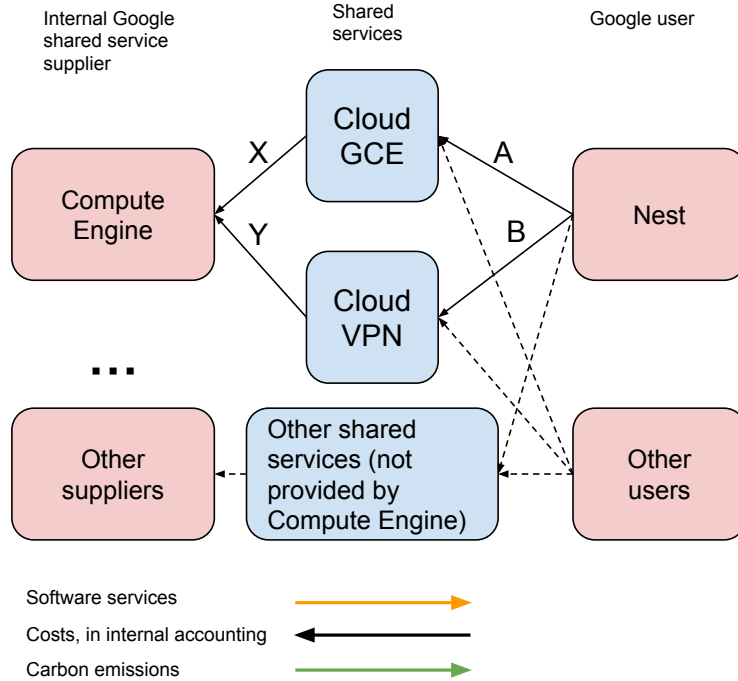 Internal Google
shared service
supplier
Shared
services
Google user
Cloud
GCE
X
A
Compute
Engine
Nest
Y
B
Cloud
VPN
...
Other
suppliers
Other shared
services (not
provided by
Compute Engine)
Other
users
Software services
Costs, in internal accounting
Carbon emissions